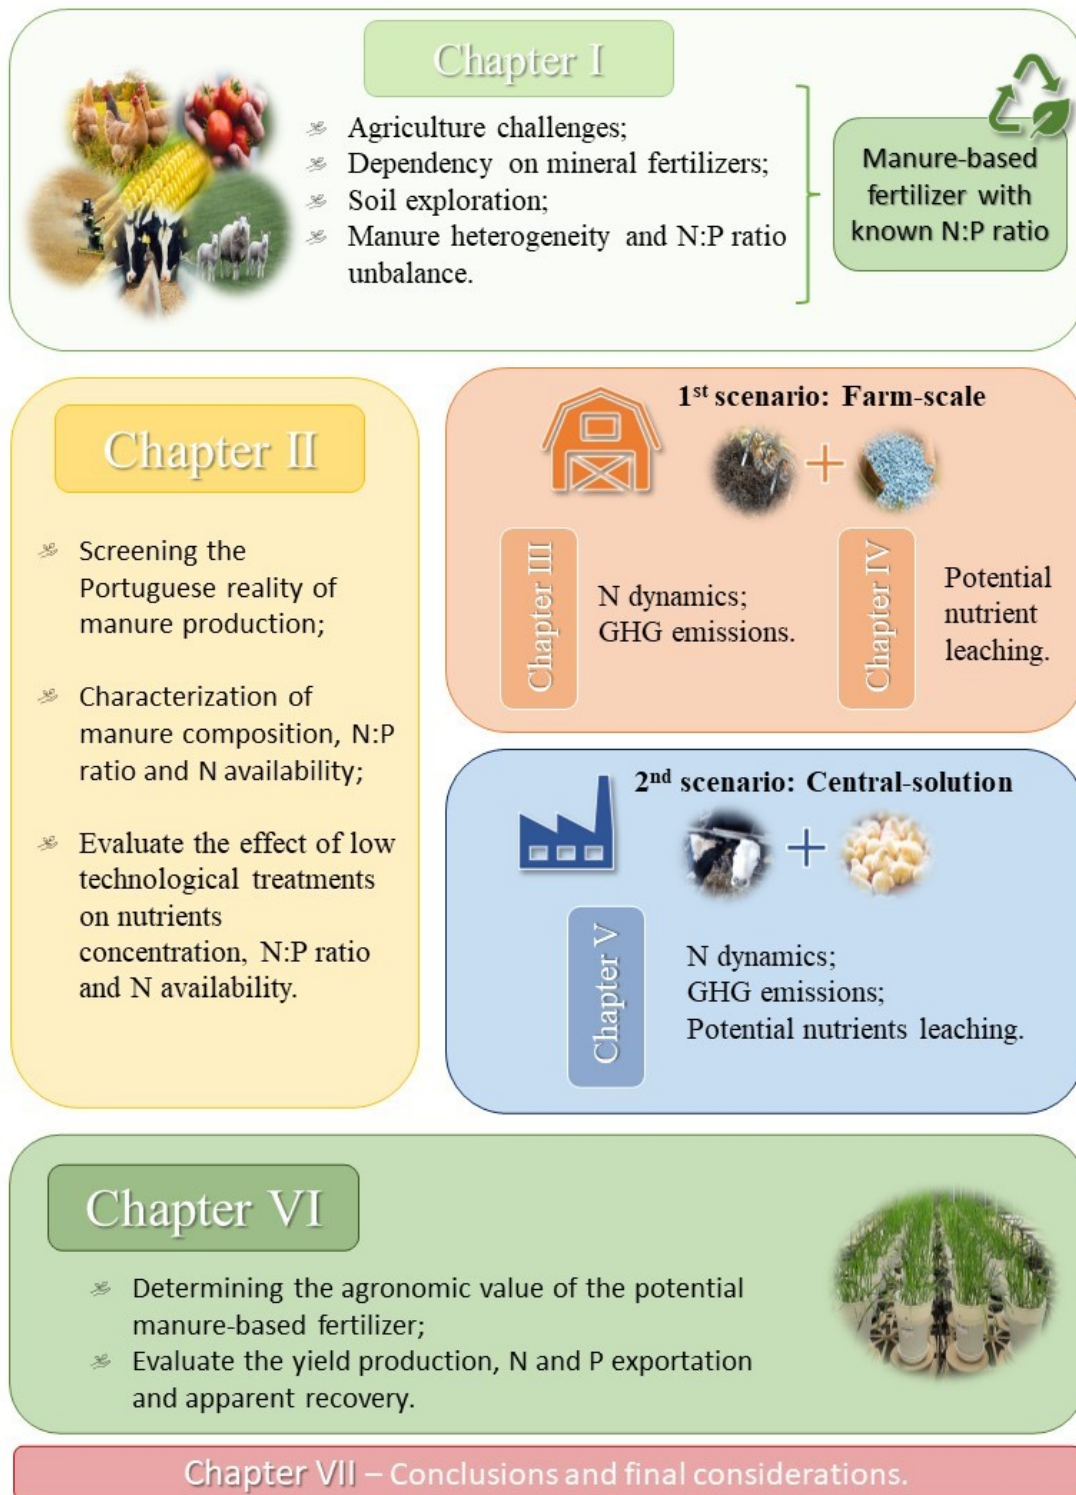 Chapter I
Agriculture challenges;
Dependency on mineral fertilizers;
Soil exploration;
Manure heterogeneity and N:P ratio
unbalance.
Manure-based
fertilizer with
known N:P ratio
Chapter II
Screening the
Portuguese reality of
manure production;
Characterization of
manure composition, N:P
ratio and N availability;
Evaluate the effect of low
technological treatments
on nutrients
concentration, N:P ratio
and N availability.
1st scenario: Farm-scale
Chapter III
N dynamics;
GHG emissions.
Chapter IV
Potential
nutrient
leaching.
2nd scenario: Central-solution
Chapter V
N dynamics;
GHG emissions;
Potential nutrients leaching.
Chapter VI
Determining the agronomic value of the potential
manure-based fertilizer;
Evaluate the yield production, N and P exportation
and apparent recovery.
Chapter VII – Conclusions and final considerations.